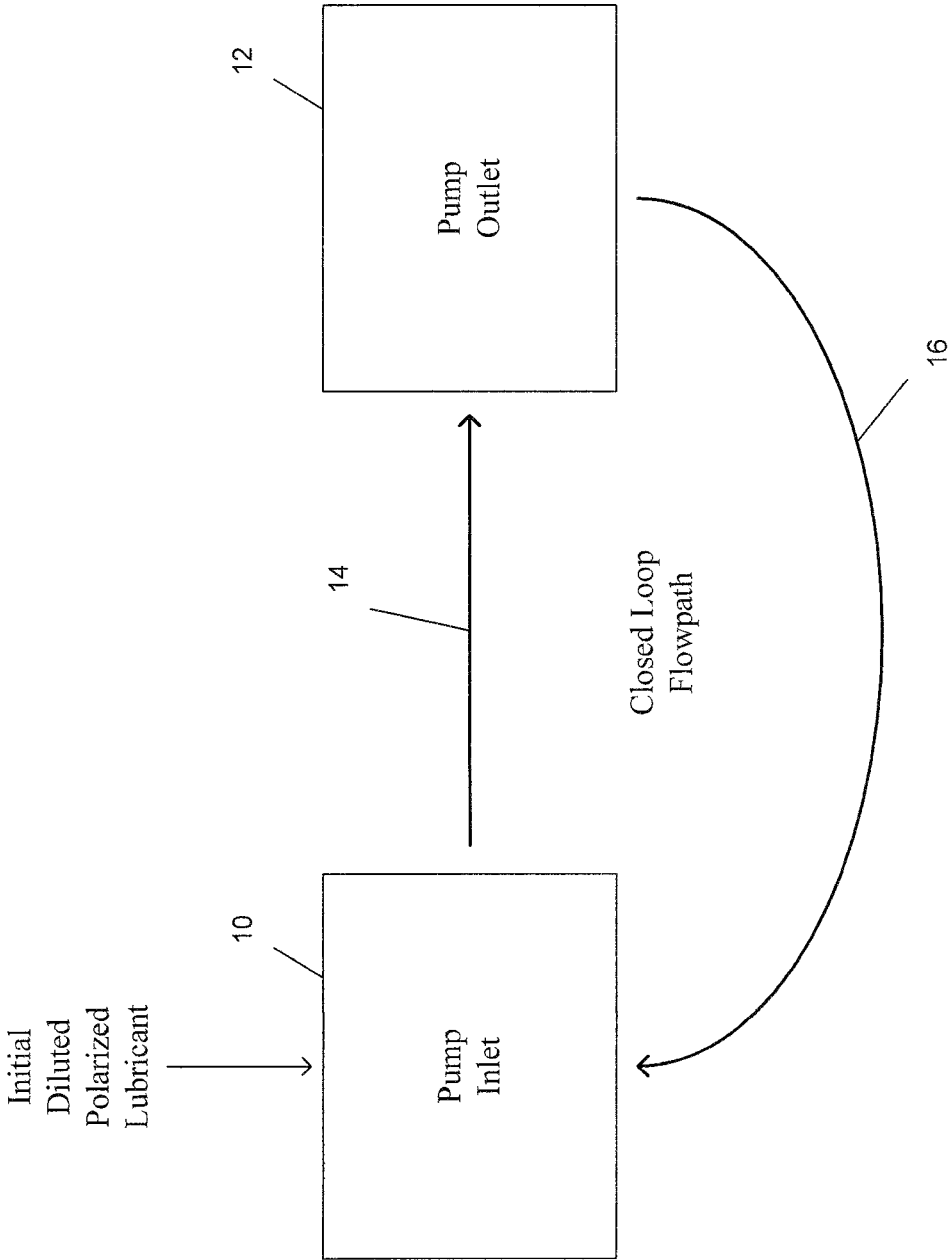 Initial
Diluted
Polarized
Lubricant
10
Pump
Inlet
14
12
Pump
Outlet
Closed Loop
Flowpath
16